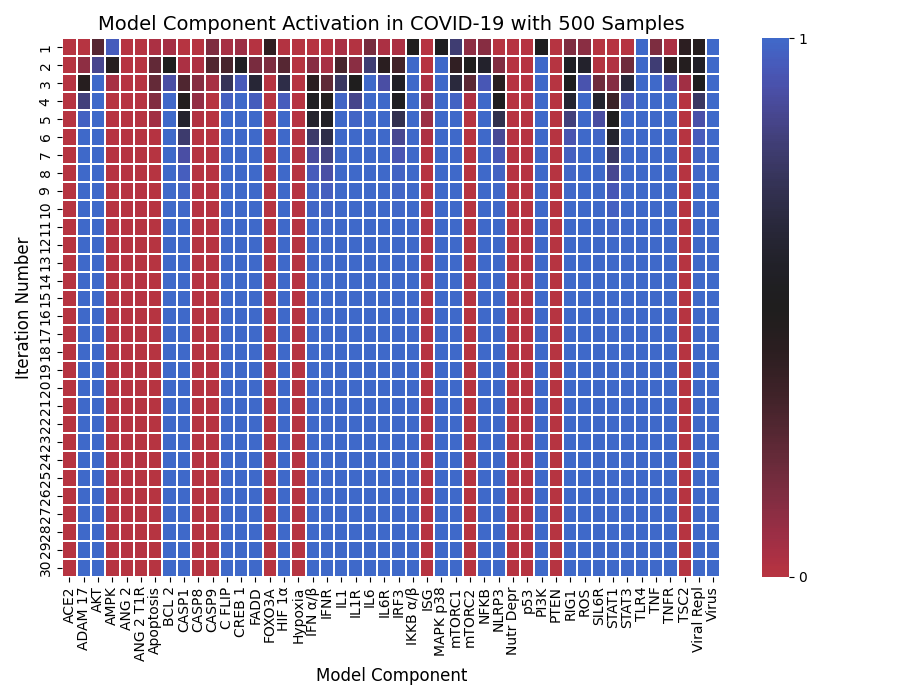 Model Component Activation in COVID-19 with 500 Samples
Iteration Number
1
2
3
4
5
6
7
8
9
10
11
12
13
14
15
16
17
18
19
20
21
22
23
24
25
26
27
28
29
30
ACE2
ADAM 17
AKT
AMPK
ANG 2
ANG 2 T1R
Apoptosis
BCL 2
CASP1
CASP8
CASP9
C FLIP
CREB 1
FADD
FOXO3A
HIF 1α
Hypoxia
IFN α/β
IFNR
IL1
IL1R
IL6
IL6R
IRF3
IKKB α/β
ISG
MAPK p38
mTORC1
mTORC2
NFKB
NLRP3
Nutr Depr
p53
PI3K
PTEN
RIG1
ROS
SIL6R
STAT1
STAT3
TLR4
TNF
TNFR
TSC2
Viral Repl
Virus
Model Component
1
0